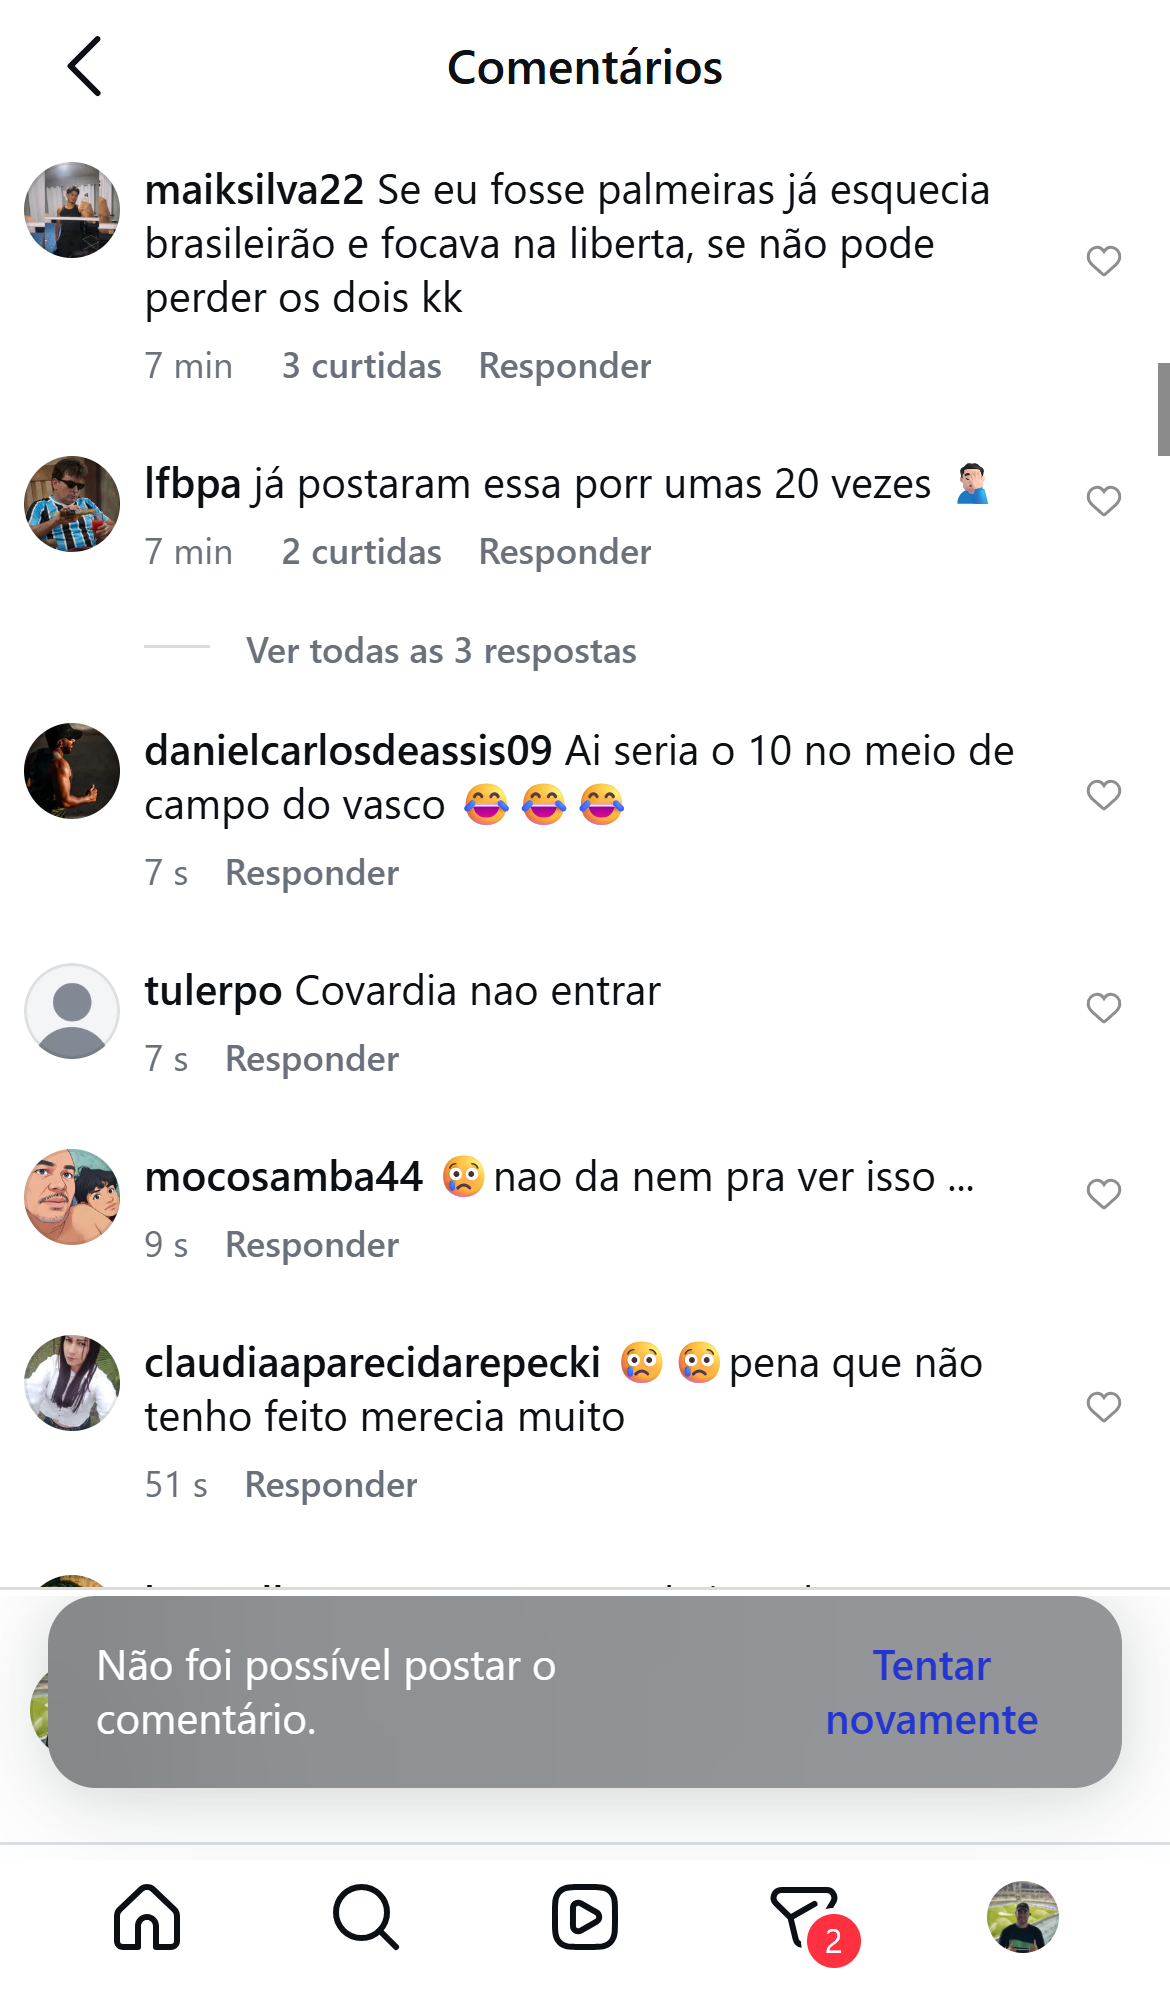 Comentários
maiksilva22 Se eu fosse palmeiras já esquecia
brasileirão e focava na liberta, se não pode
perder os dois kk
7 min 3 curtidas Responder
lfbpa já postaram essa porr umas 20 vezes 🤦🏻‍♂️
7 min 2 curtidas Responder
Ver todas as 3 respostas
danielcarlosdeassis09 Ai seria o 10 no meio de
campo do vasco 😂😂😂
7 s Responder
tulerpo Covardia nao entrar
7 s Responder
mocosamba44 😢nao da nem pra ver isso ...
9 s Responder
claudiaaparecidarepecki 😢😢pena que não
tenho feito merecia muito
51 s Responder
Não foi possível postar o
comentário.
Tentar
novamente
2